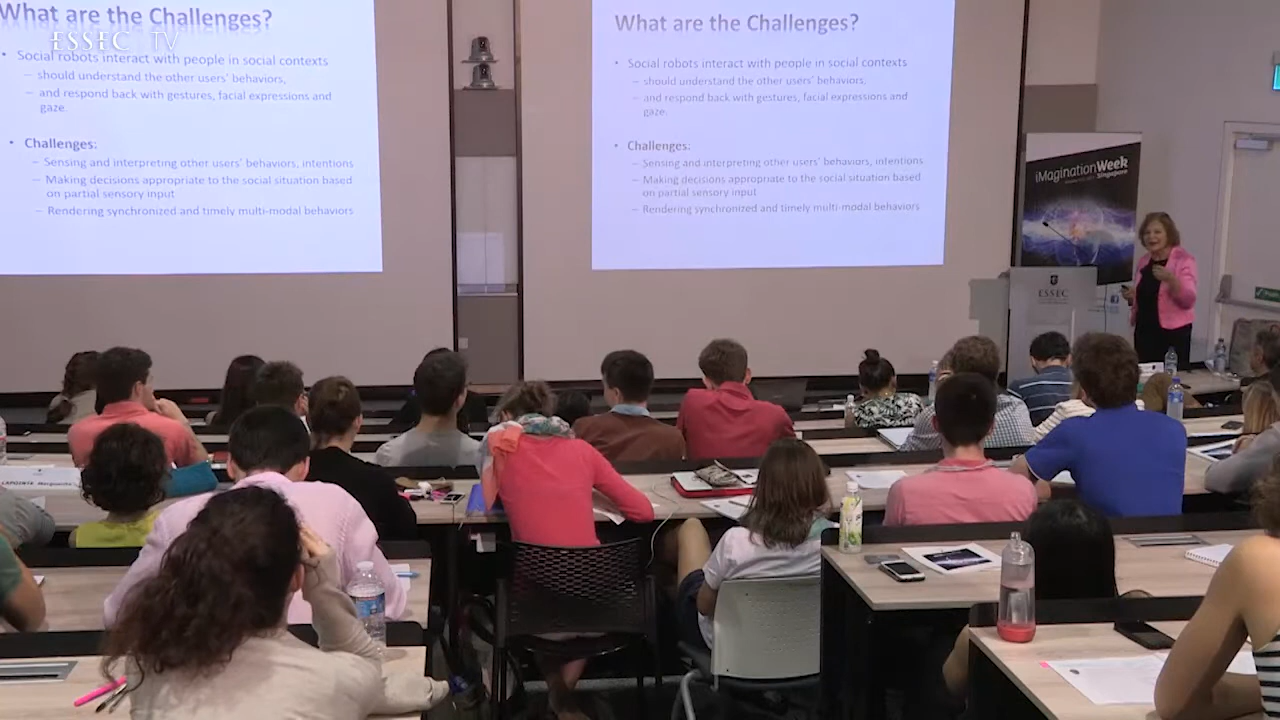 What are the Challenges?
ESSEC TV
• Social robots interact with people in social contexts
– should understand the other users' behaviors,
– and respond back with gestures, facial expressions and
gaze.
• Challenges:
– Sensing and interpreting other users' behaviors, intentions
– Making decisions appropriate to the social situation based
on partial sensory input
– Rendering synchronized and timely multi-modal behaviors
What are the Challenges?
• Social robots interact with people in social contexts
– should understand the other users' behaviors,
– and respond back with gestures, facial expressions and
gaze.
• Challenges:
– Sensing and interpreting other users' behaviors, intentions
– Making decisions appropriate to the social situation based
on partial sensory input
– Rendering synchronized and timely multi-modal behaviors
iMaginationWeek
Singapore
ESSEC